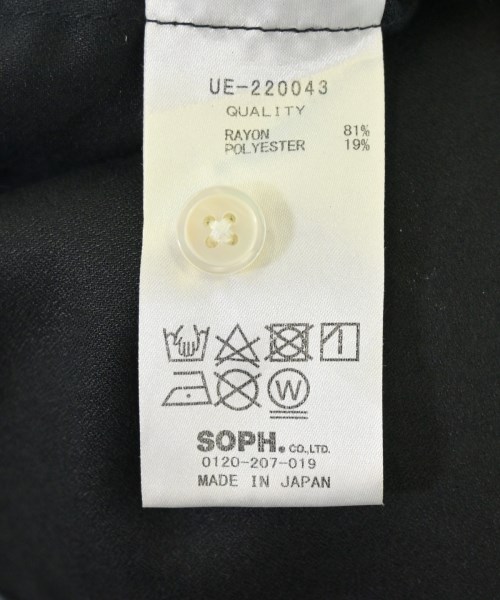 UE-220043
QUALITY
RAYON 81%
POLYESTER 19%
W
SOPH. CO.,LTD.
0120-207-019
MADE IN JAPAN